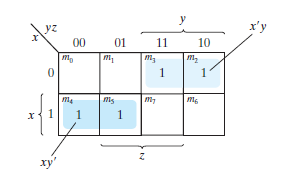 y
x'y
yz
x
00 01 11 10
m₀ m₁ m₃ m₂
0 1 1
m₄ m₅ m₇ m₆
x 1 1 1
xy'
z